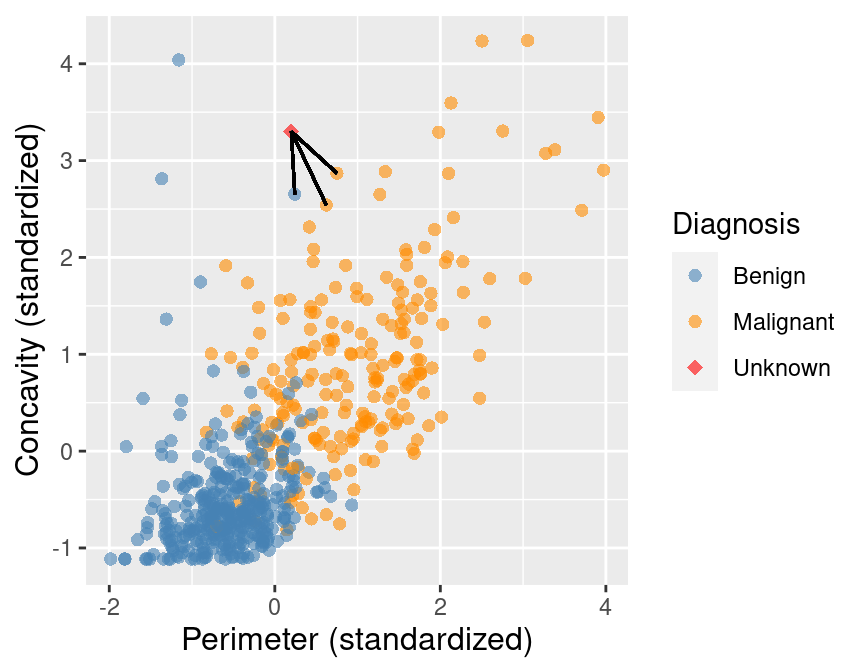 4
3
2
1
0
-1
-2
0
2
4
Perimeter (standardized)
Concavity (standardized)
Diagnosis
Benign
Malignant
Unknown